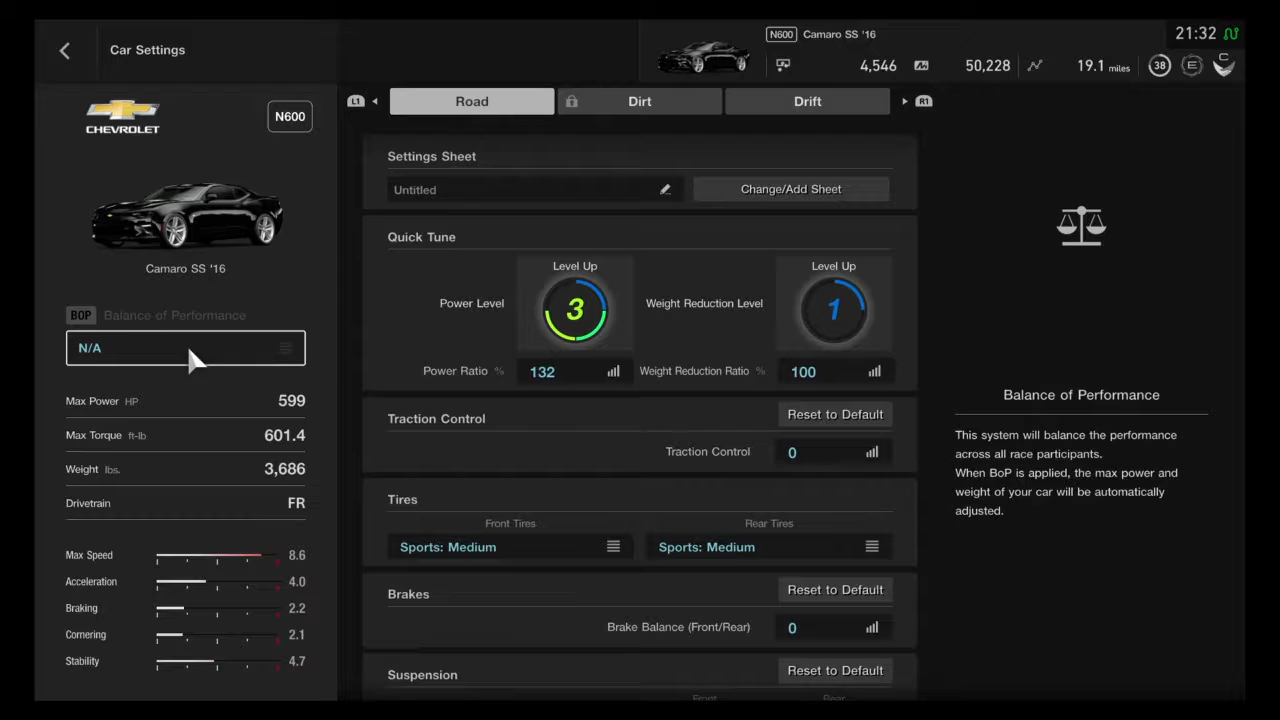 Car Settings
N600 Camaro SS '16
21:32
4,546 50,228 19.1 miles 38 E C
CHEVROLET
N600
Camaro SS '16
BOP Balance of Performance
N/A
Max Power HP 599
Max Torque ft-lb 601.4
Weight lbs. 3,686
Drivetrain FR
Max Speed 8.6
Acceleration 4.0
Braking 2.2
Cornering 2.1
Stability 4.7
L1 Road Dirt Drift R1
Settings Sheet
Untitled Change/Add Sheet
Quick Tune
Level Up Level Up
Power Level 3 Weight Reduction Level 1
Power Ratio % 132 Weight Reduction Ratio % 100
Traction Control Reset to Default
Traction Control 0
Tires
Front Tires Rear Tires
Sports: Medium Sports: Medium
Brakes Reset to Default
Brake Balance (Front/Rear) 0
Suspension Reset to Default
Front Rear
Balance of Performance
This system will balance the performance
across all race participants.
When BoP is applied, the max power and
weight of your car will be automatically
adjusted.